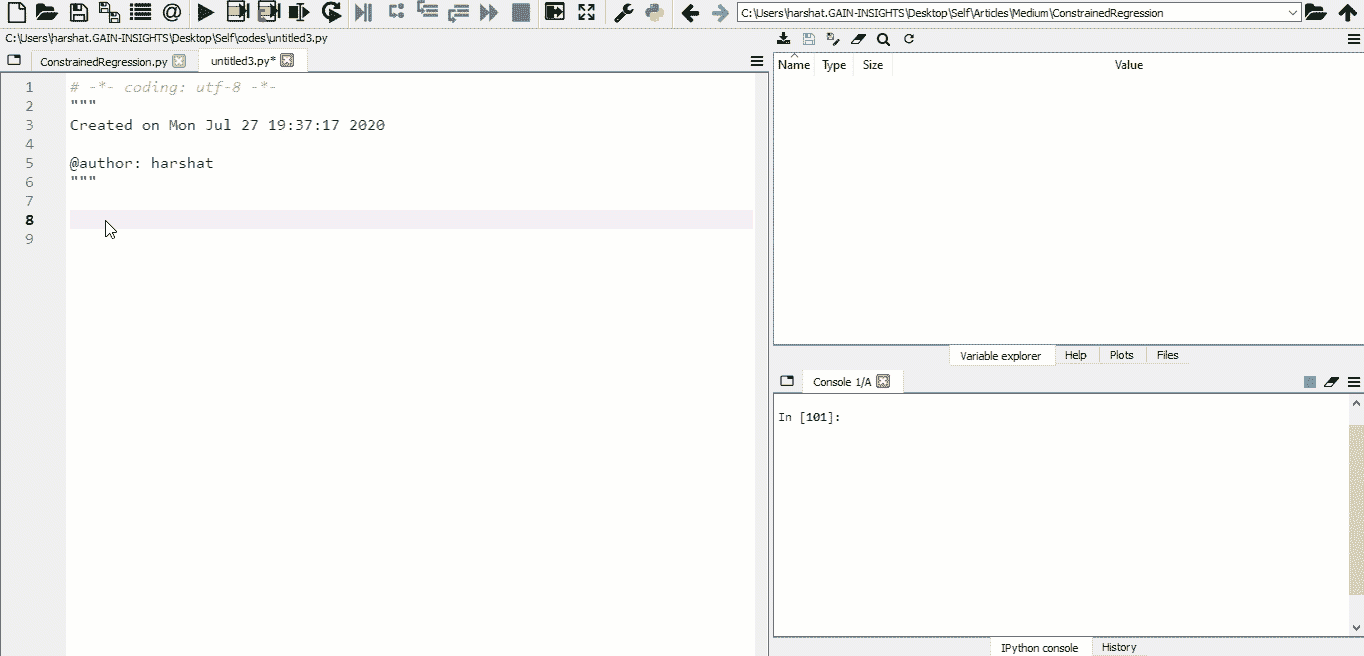 C:\Users\harshat.GAIN-INSIGHTS\Desktop\Self\Articles\Medium\ConstrainedRegression
C:\Users\harshat.GAIN-INSIGHTS\Desktop\Self\codes\untitled3.py
ConstrainedRegression.py
untitled3.py*
1 # -*- coding: utf-8 -*-
2 """
3 Created on Mon Jul 27 19:37:17 2020
4
5 @author: harshat
6 """
7
8
9
Name Type Size Value
Variable explorer Help Plots Files
Console 1/A
In [101]:
IPython console History